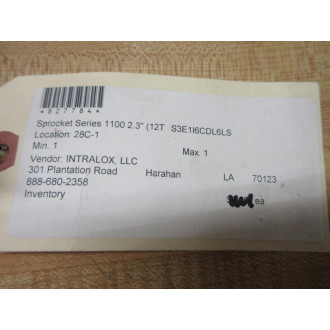 *827784*
Sprocket Series 1100 2.3" (12T S3E1I6CDL6LS
Location: 28C-1
Min. 1 Max. 1
Vendor: INTRALOX, LLC
301 Plantation Road Harahan LA 70123
888-680-2358
Inventory ea